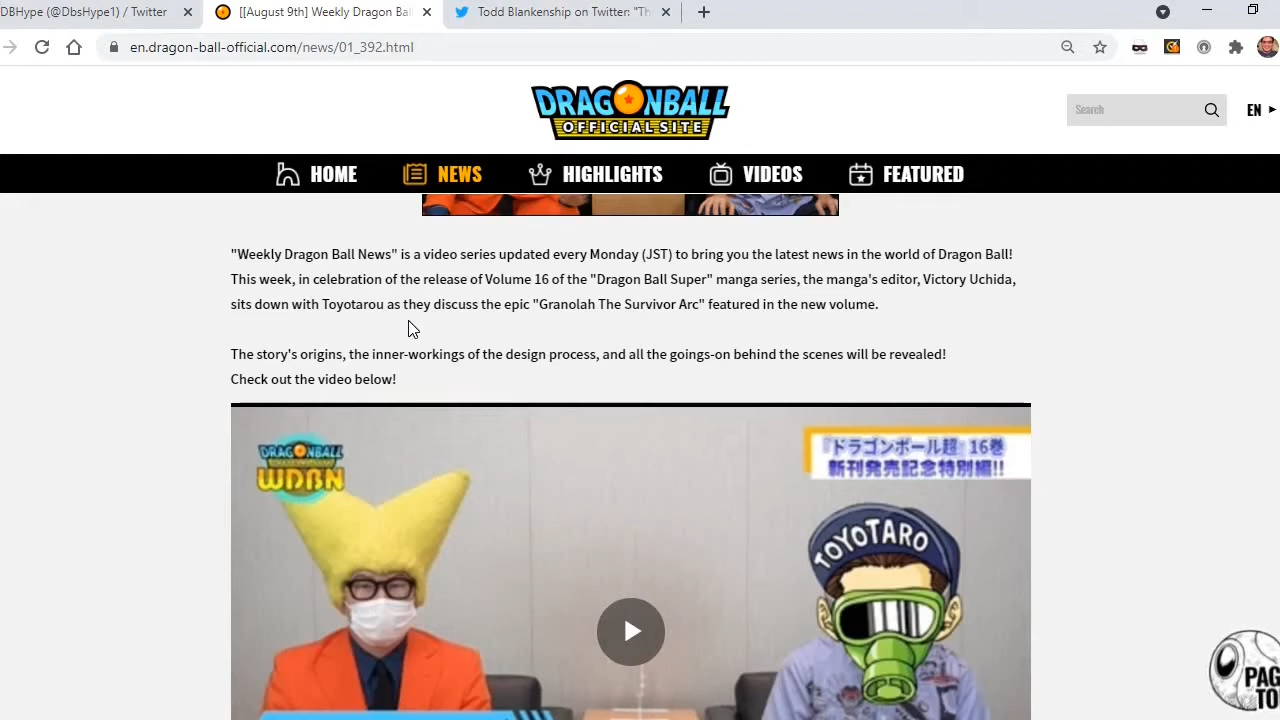 DBHype (@DbsHype1) / Twitter
[[August 9th] Weekly Dragon Bal
Todd Blankenship on Twitter: "Th
en.dragon-ball-official.com/news/01_392.html
DRAGONBALL
OFFICIAL SITE
Search
EN
HOME
NEWS
HIGHLIGHTS
VIDEOS
FEATURED
"Weekly Dragon Ball News" is a video series updated every Monday (JST) to bring you the latest news in the world of Dragon Ball!
This week, in celebration of the release of Volume 16 of the "Dragon Ball Super" manga series, the manga's editor, Victory Uchida,
sits down with Toyotarou as they discuss the epic "Granolah The Survivor Arc" featured in the new volume.
The story's origins, the inner-workings of the design process, and all the goings-on behind the scenes will be revealed!
Check out the video below!
DRAGONBALL
WDBN
『ドラゴンボール超』16巻
新刊発売記念特別編!!
TOYOTARO
PAG
TO